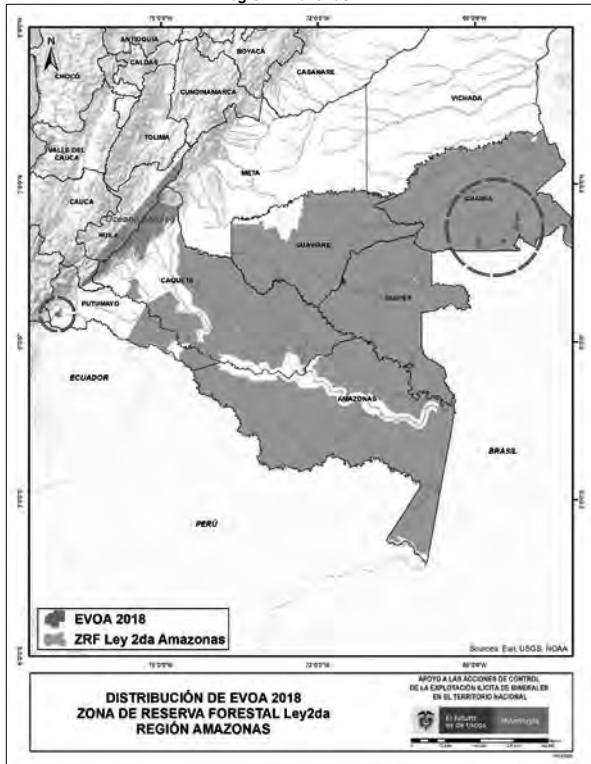 N
ANTIOQUIA
BOYACA
CALDAS
CASANARE
CHOCÓ
CUNDINAMARCA
VICHADA
TOLIMA
VALLE DEL
CAUCA
META
CAUCA
GUAINIA
HUILA
GUAVIARE
CAQUETÁ
VAUPES
PUTUMAYO
ECUADOR
AMAZONAS
BRASIL
PERÚ
EVOA 2018
ZRF Ley 2da Amazonas
Sources: Esri, USGS, NOAA
DISTRIBUCIÓN DE EVOA 2018
ZONA DE RESERVA FORESTAL Ley2da
REGIÓN AMAZONAS
APOYO A LAS ACCIONES DE CONTROL
DE LA EXPLOTACIÓN ILÍCITA DE MINERALES
EN EL TERRITORIO NACIONAL
El futuro
es de todos
Minenergía